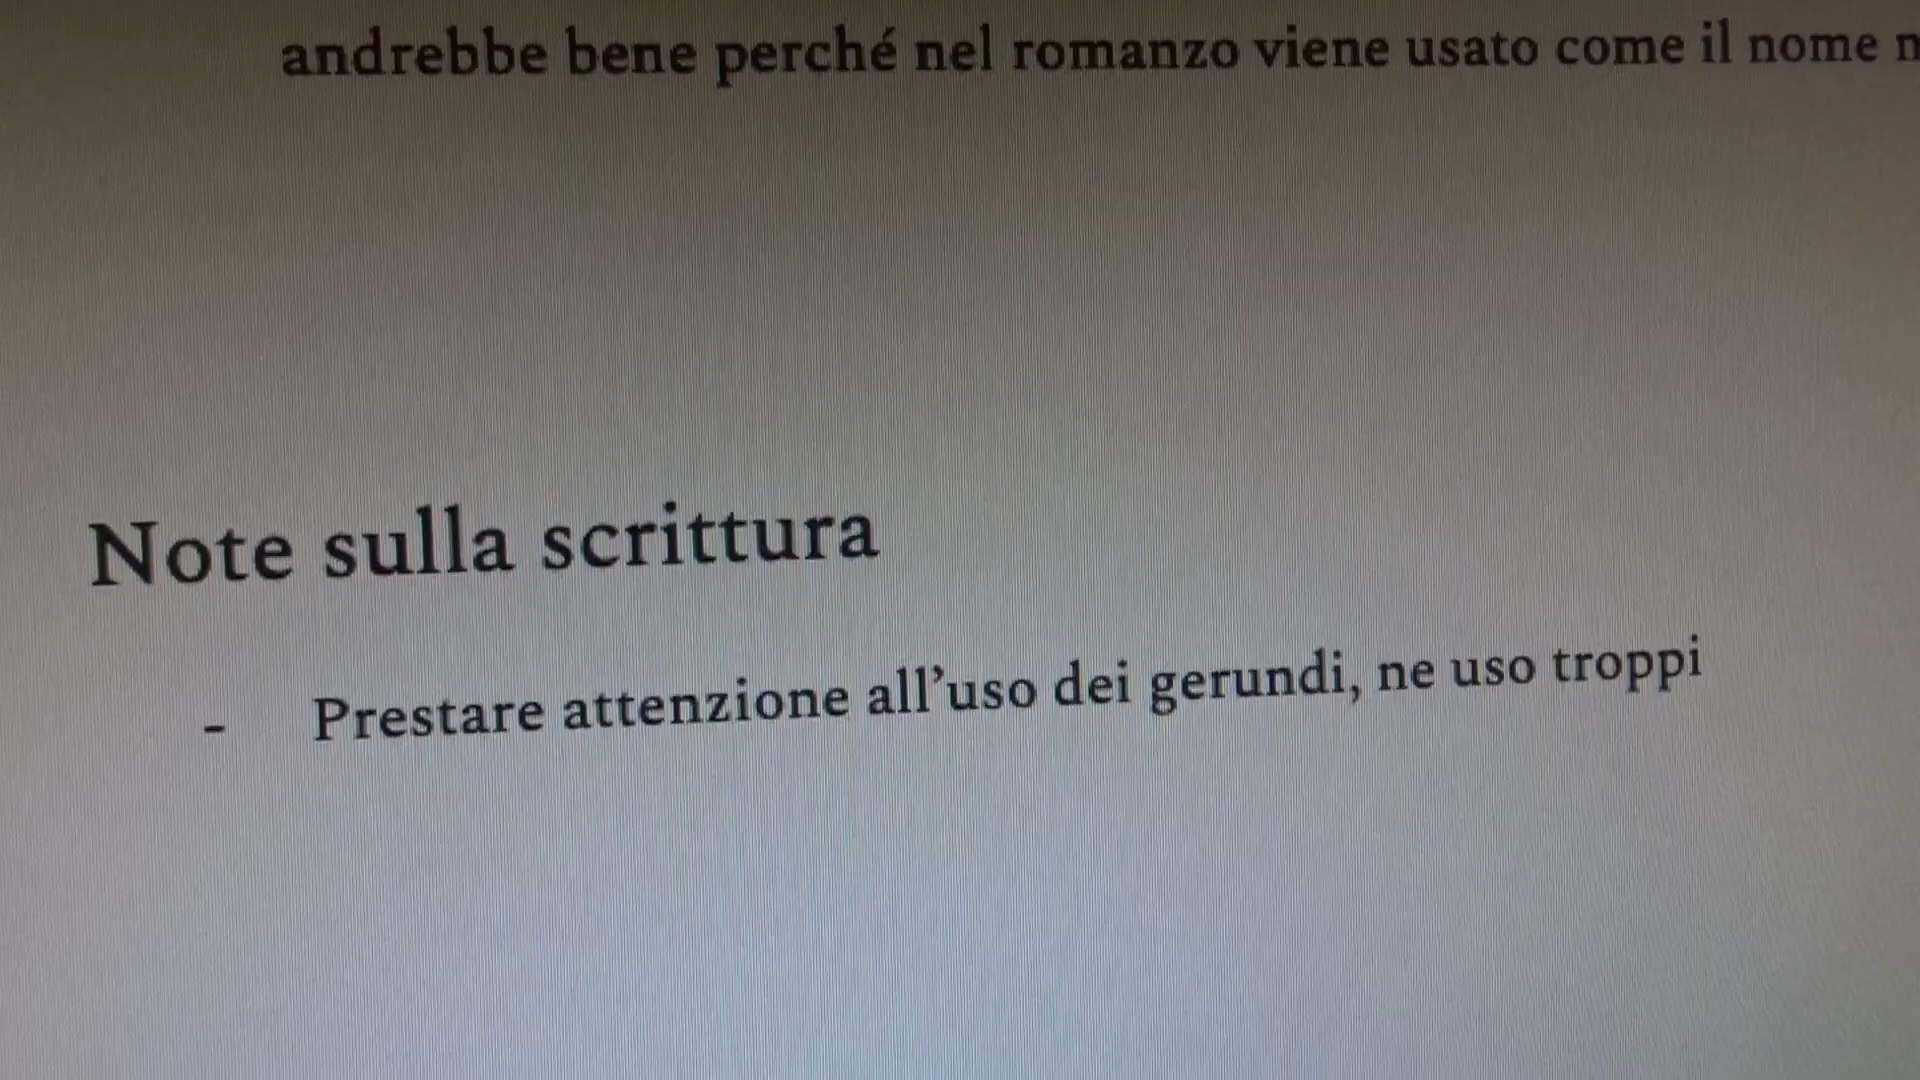 andrebbe bene perché nel romanzo viene usato come il nome
Note sulla scrittura
- Prestare attenzione all’uso dei gerundi, ne uso troppi